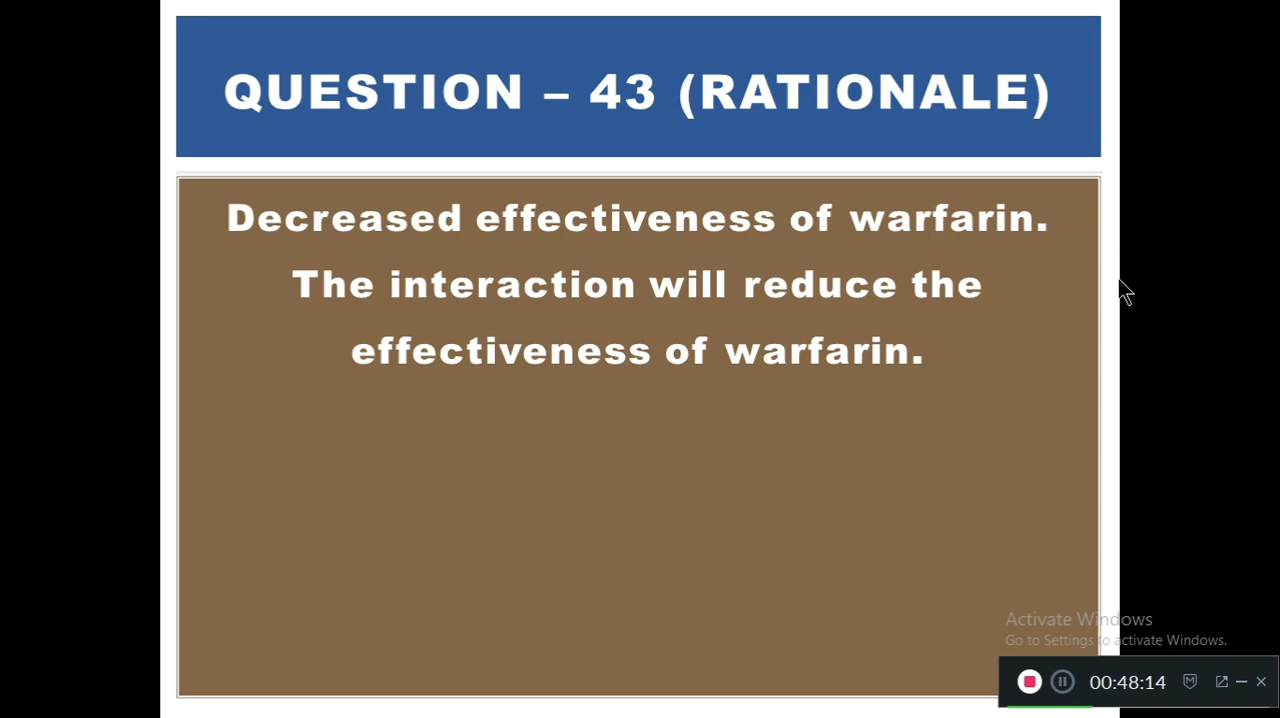 QUESTION – 43 (RATIONALE)
Decreased effectiveness of warfarin.
The interaction will reduce the
effectiveness of warfarin.
Activate Windows
Go to Settings to activate Windows.
00:48:14